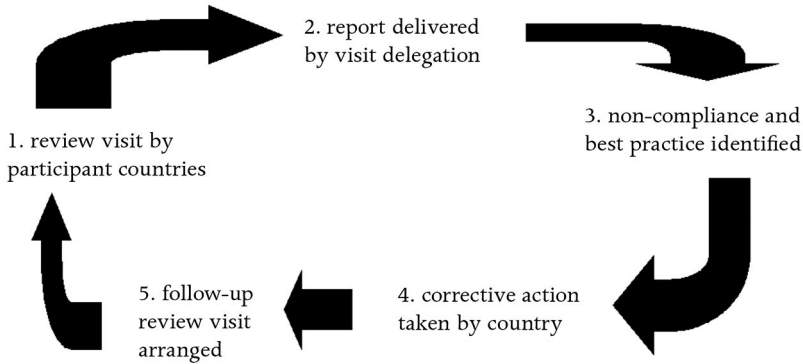 1. review visit by
participant countries
2. report delivered
by visit delegation
3. non-compliance and
best practice identified
4. corrective action
taken by country
5. follow-up
review visit
arranged